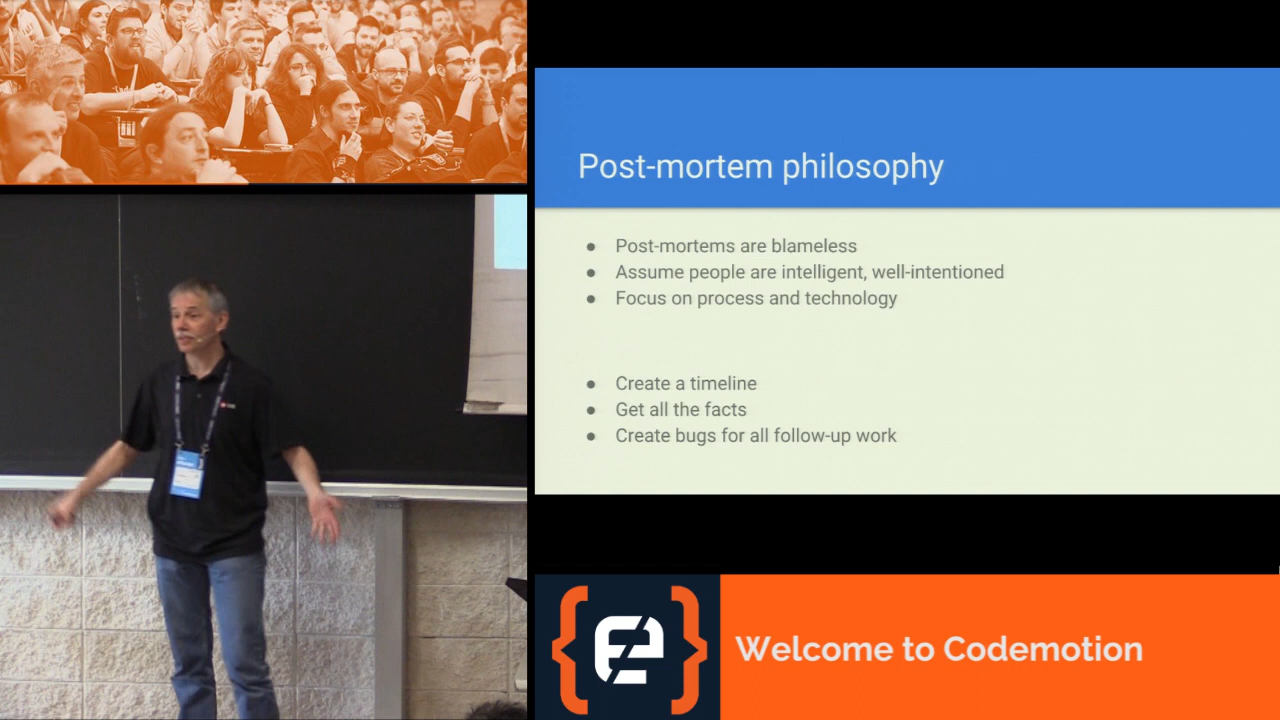 Post-mortem philosophy
● Post-mortems are blameless
● Assume people are intelligent, well-intentioned
● Focus on process and technology
● Create a timeline
● Get all the facts
● Create bugs for all follow-up work
Welcome to Codemotion